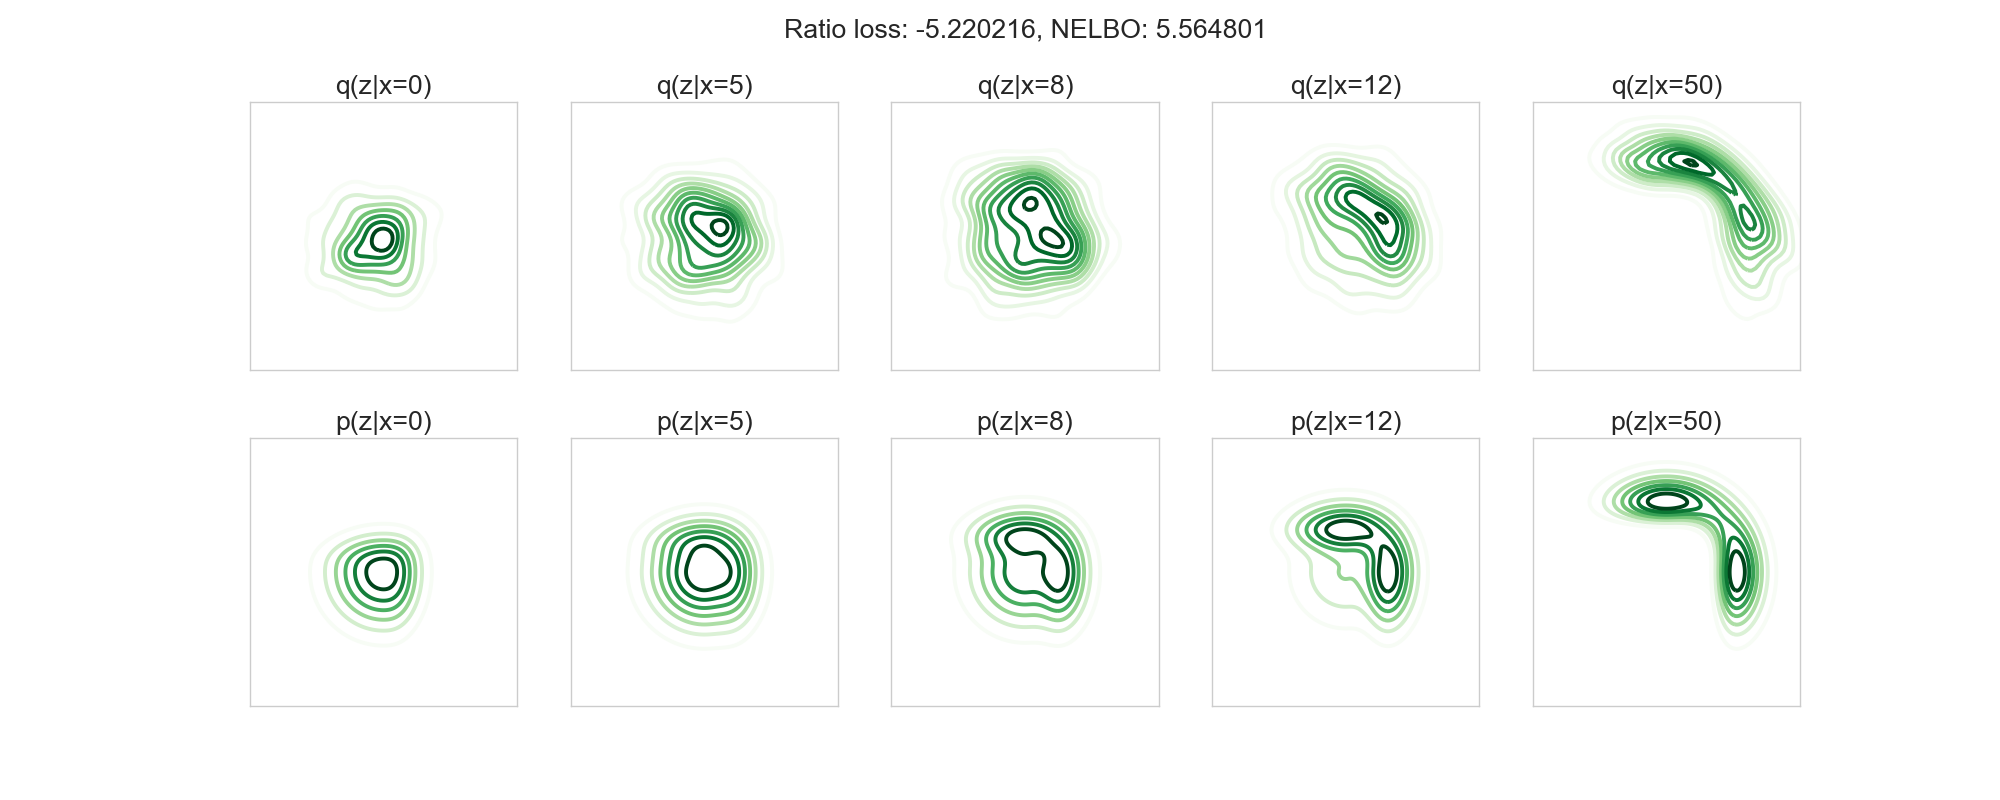 Ratio loss: -5.220216, NELBO: 5.564801
q(z|x=0) q(z|x=5) q(z|x=8) q(z|x=12) q(z|x=50)
p(z|x=0) p(z|x=5) p(z|x=8) p(z|x=12) p(z|x=50)